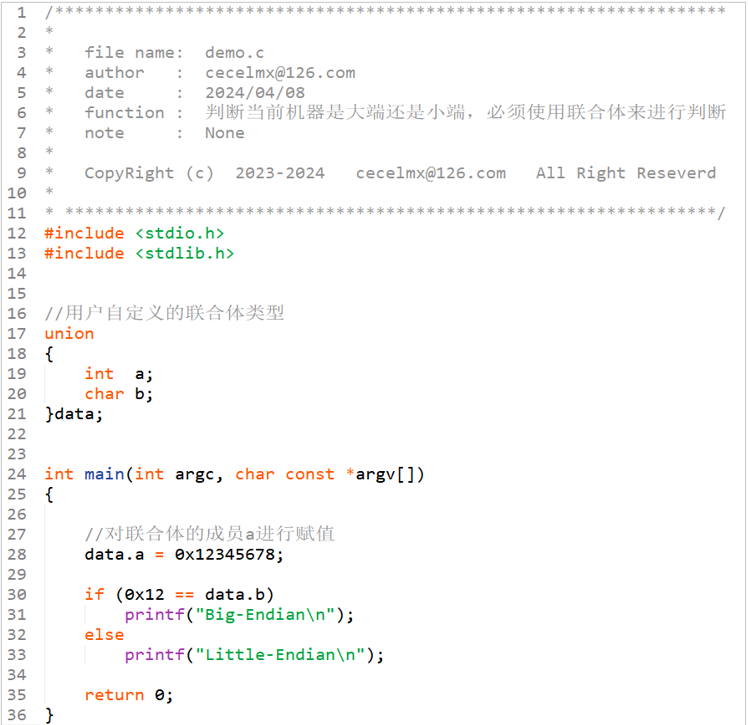 1 /*******************************************************************
2 *
3 *   file name:  demo.c
4 *   author   :  cecelmx@126.com
5 *   date     :  2024/04/08
6 *   function :  判断当前机器是大端还是小端，必须使用联合体来进行判断
7 *   note     :  None
8 *
9 *   CopyRight (c)  2023-2024   cecelmx@126.com   All Right Reseverd
10 *
11 * *****************************************************************/
12 #include <stdio.h>
13 #include <stdlib.h>
14
15
16 //用户自定义的联合体类型
17 union
18 {
19     int  a;
20     char b;
21 }data;
22
23
24 int main(int argc, char const *argv[])
25 {
26
27     //对联合体的成员a进行赋值
28     data.a = 0x12345678;
29
30     if (0x12 == data.b)
31         printf("Big-Endian\n");
32     else
33         printf("Little-Endian\n");
34
35     return 0;
36 }